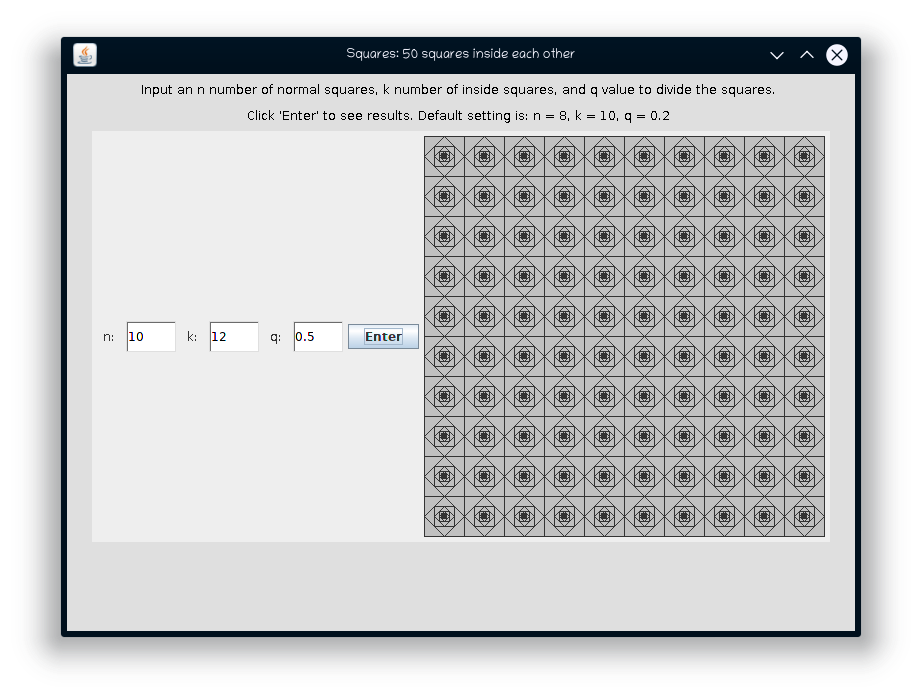 Squares: 50 squares inside each other
Input an n number of normal squares, k number of inside squares, and q value to divide the squares.
Click 'Enter' to see results. Default setting is: n = 8, k = 10, q = 0.2
n: 10 k: 12 q: 0.5 Enter